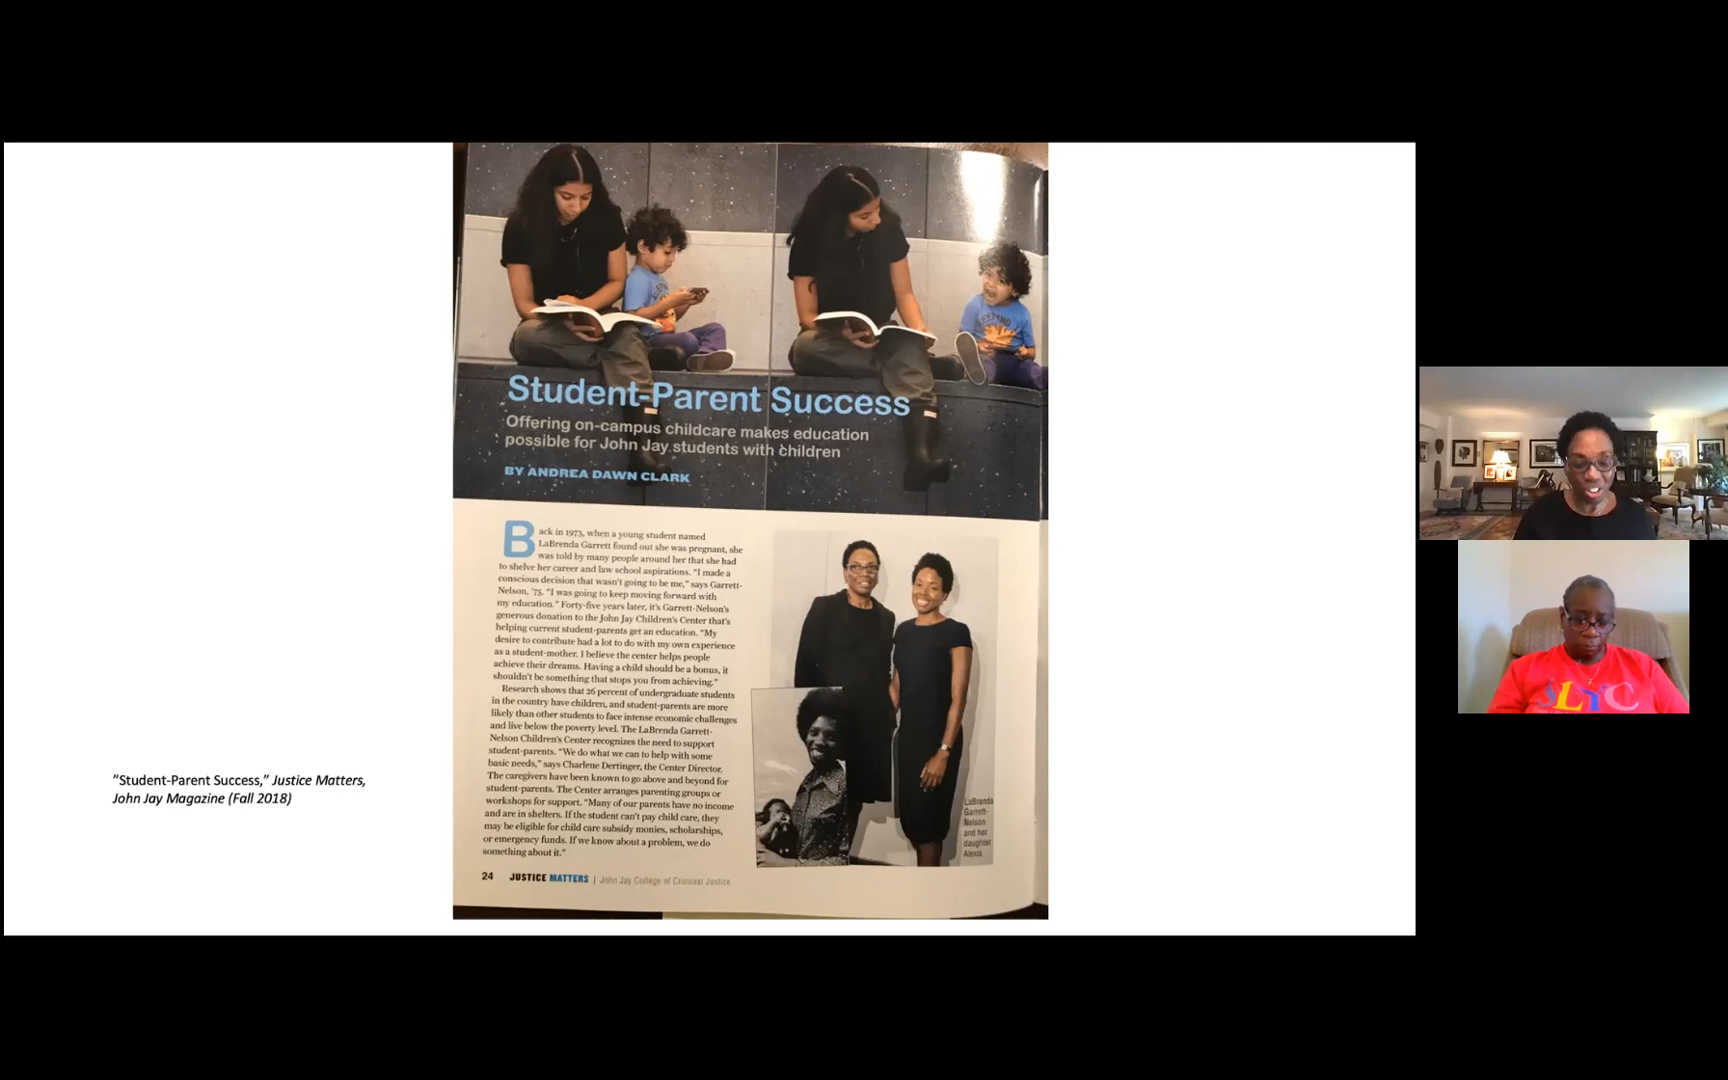 Student-Parent Success
Offering on-campus childcare makes education
possible for John Jay students with children
BY ANDREA DAWN CLARK
Back in 1973, when a young student named
LaBrenda Garrett found out she was pregnant, she
was told by many people around her that she had
to shelve her career and law school aspirations. "I made a
conscious decision that wasn't going to be me," says Garrett-
Nelson, '75. "I was going to keep moving forward with
my education." Forty-five years later, it's Garrett-Nelson's
generous donation to the John Jay Children's Center that's
helping current student-parents get an education. "My
desire to contribute had a lot to do with my own experience
as a student-mother. I believe the center helps people
achieve their dreams. Having a child should be a bonus, it
shouldn't be something that stops you from achieving."
Research shows that 26 percent of undergraduate students
in the country have children, and student-parents are more
likely than other students to face intense economic challenges
and live below the poverty level. The LaBrenda Garrett-
Nelson Children's Center recognizes the need to support
student-parents. "We do what we can to help with some
basic needs," says Charlene Dertinger, the Center Director.
The caregivers have been known to go above and beyond for
student-parents. The Center arranges parenting groups or
workshops for support. "Many of our parents have no income
and are in shelters. If the student can't pay child care, they
may be eligible for child care subsidy monies, scholarships,
or emergency funds. If we know about a problem, we do
something about it."
LaBrenda
Garrett-
Nelson
and her
daughter
Alexis
24 JUSTICE MATTERS | John Jay College of Criminal Justice
"Student-Parent Success," Justice Matters,
John Jay Magazine (Fall 2018)